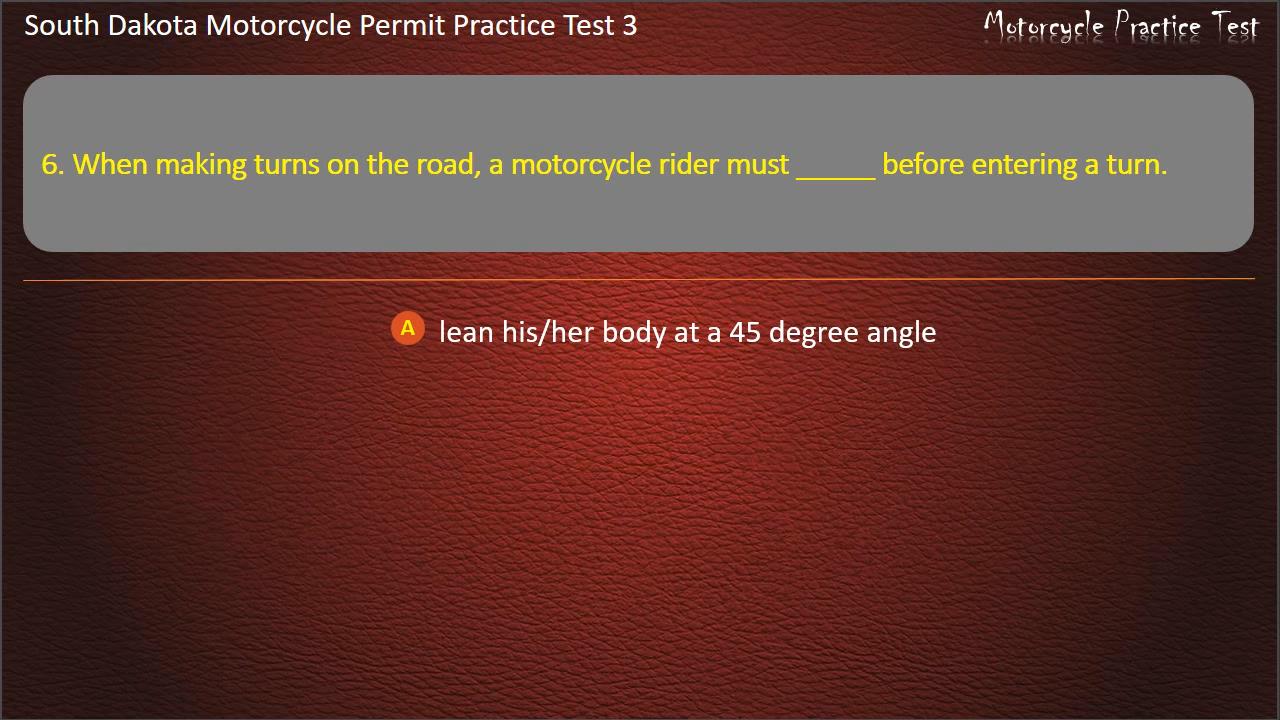 South Dakota Motorcycle Permit Practice Test 3
Motorcycle Practice Test
6. When making turns on the road, a motorcycle rider must _____ before entering a turn.
A lean his/her body at a 45 degree angle